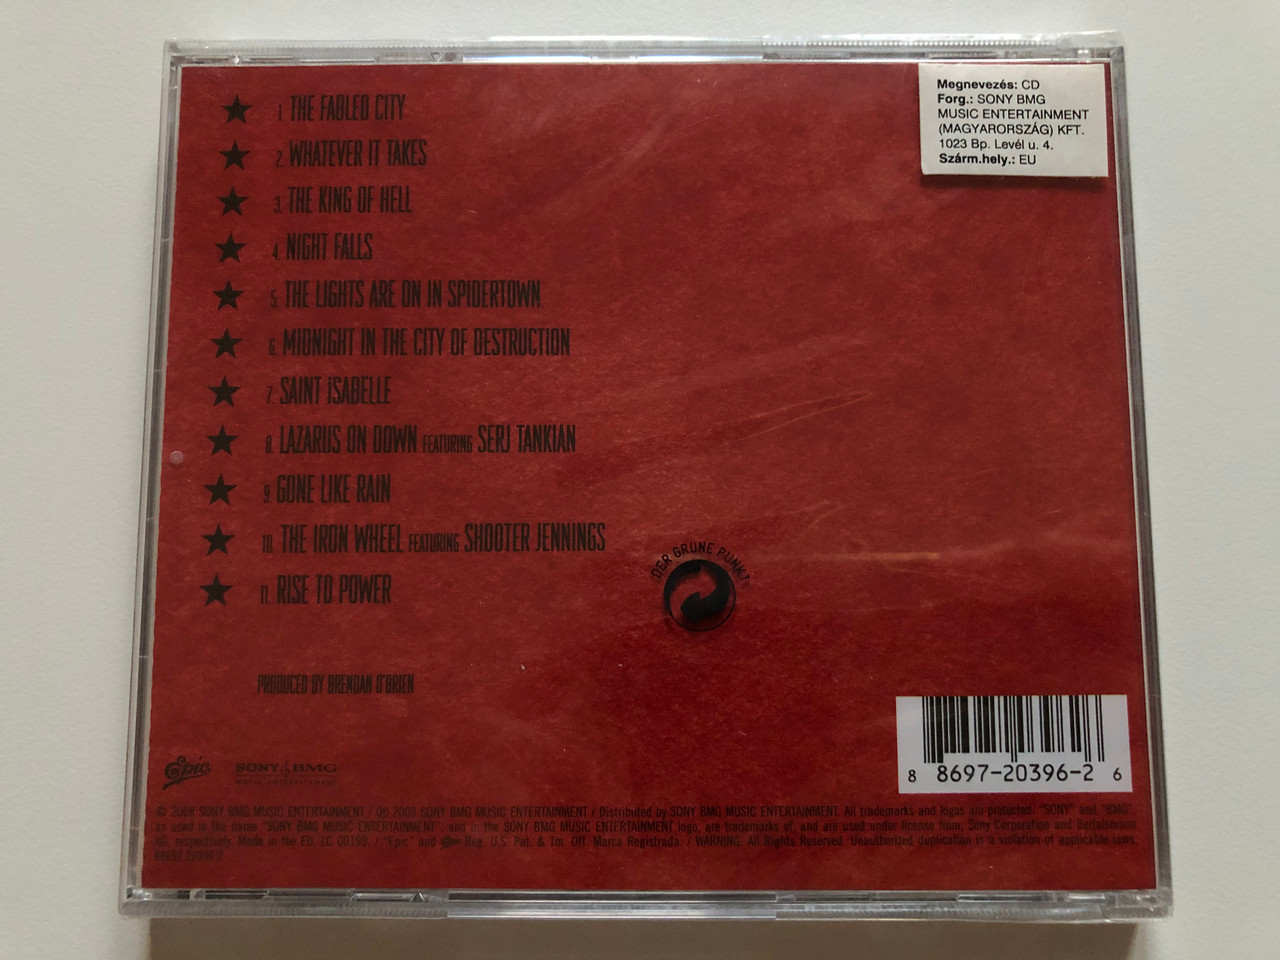 1. THE FABLED CITY
2. WHATEVER IT TAKES
3. THE KING OF HELL
4. NIGHT FALLS
5. THE LIGHTS ARE ON IN SPIDERTOWN
6. MIDNIGHT IN THE CITY OF DESTRUCTION
7. SAINT iSABELLE
8. LAZARUS ON DOWN FEATURING SERJ TANKIAN
9. GONE LIKE RAIN
10. THE IRON WHEEL FEATURING SHOOTER JENNINGS
11. RISE TO POWER
PRODUCED BY BRENDAN O'BRIEN
Megnevezés: CD
Forg.: SONY BMG
MUSIC ENTERTAINMENT
(MAGYARORSZÁG) KFT.
1023 Bp. Levél u. 4.
Szárm.hely.: EU
DER GRÜNE PUNKT
8 8697-20396-2 6
Epic
SONY BMG
MUSIC ENTERTAINMENT
© 2008 SONY BMG MUSIC ENTERTAINMENT / ℗ 2008 SONY BMG MUSIC ENTERTAINMENT / Distributed by SONY BMG MUSIC ENTERTAINMENT. All trademarks and logos are protected. "SONY" and "BMG"
as used in the name "SONY BMG MUSIC ENTERTAINMENT", and in the SONY BMG MUSIC ENTERTAINMENT logo, are trademarks of, and are used under license from, Sony Corporation and Bertelsmann
AG, respectively. Made in the EU. LC 00199. / "Epic" and Epic Reg. U.S. Pat. & Tm. Off. Marca Registrada. / WARNING: All Rights Reserved. Unauthorized duplication is a violation of applicable laws.
88697 20396 2